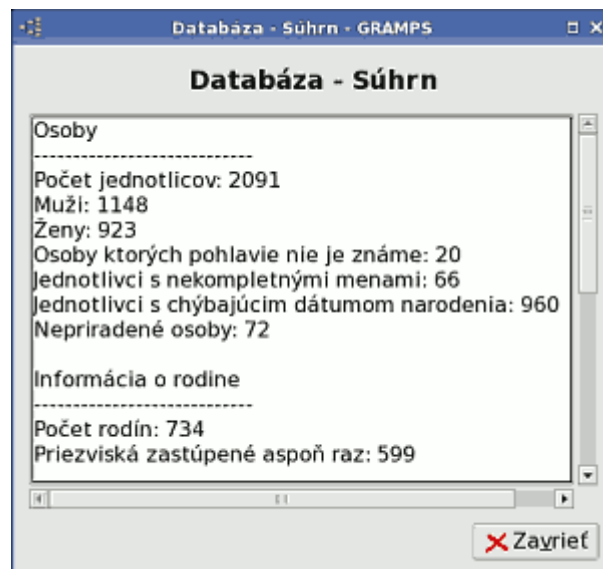 Databáza - Súhrn - GRAMPS
Databáza - Súhrn
Osoby
----------------------------
Počet jednotlicov: 2091
Muži: 1148
Ženy: 923
Osoby ktorých pohlavie nie je známe: 20
Jednotlivci s nekompletnými menami: 66
Jednotlivci s chýbajúcim dátumom narodenia: 960
Nepriradené osoby: 72
Informácia o rodine
----------------------------
Počet rodín: 734
Priezviská zastúpené aspoň raz: 599
Zavrieť